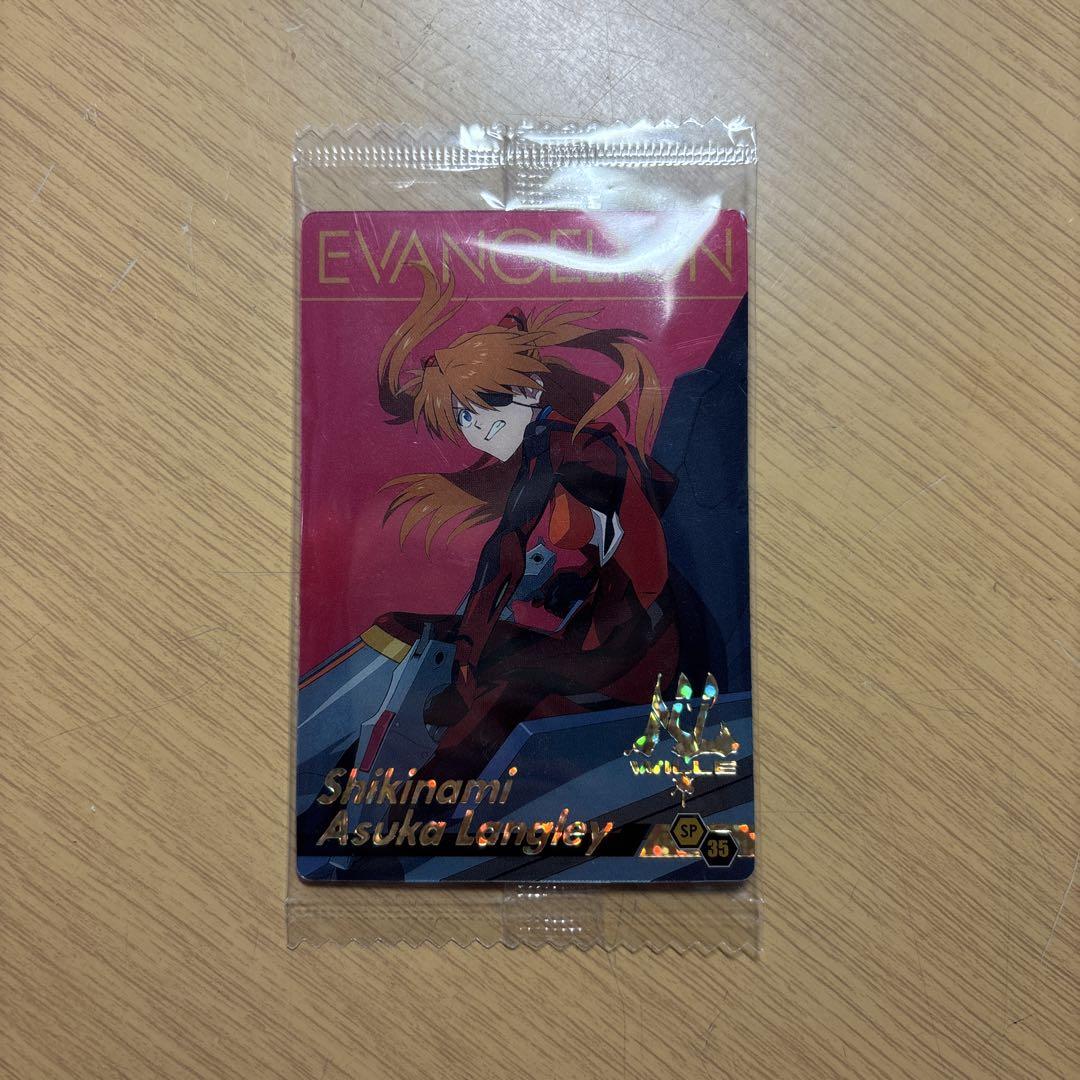 EVANGELION
WILLE
Shikinami
Asuka Langley
SP
35